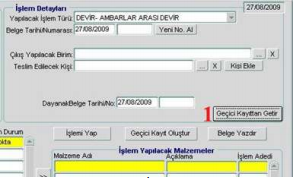 İşlem Detayları
27/08/2009
Yapılacak İşlem Türü: DEVİR- AMBARLAR ARASI DEVİR
Belge Tarihi/Numarası: 27/08/2009 Yeni No. Al
Çıkış Yapılacak Birim: ... X
Teslim Edilecek Kişi: ... X Kişi Ekle
DayanakBelge Tarihi/No: 27/08/2009
1 Geçici Kayıttan Getir
Durum İşlemi Yap Geçici Kayıt Oluştur Belge Yazdır
İşlem Yapılacak Malzemeler
Malzeme Adı Açıklama İşlem Adedi
>>